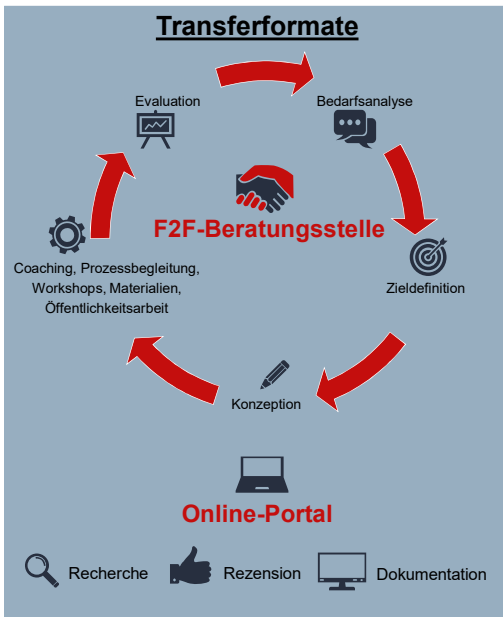 Transferformate
Evaluation
Bedarfsanalyse
F2F-Beratungsstelle
Coaching, Prozessbegleitung,
Workshops, Materialien,
Öffentlichkeitsarbeit
Zieldefinition
Konzeption
Online-Portal
Recherche
Rezension
Dokumentation